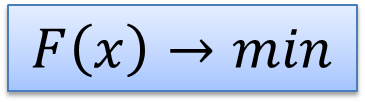 F(x) → min